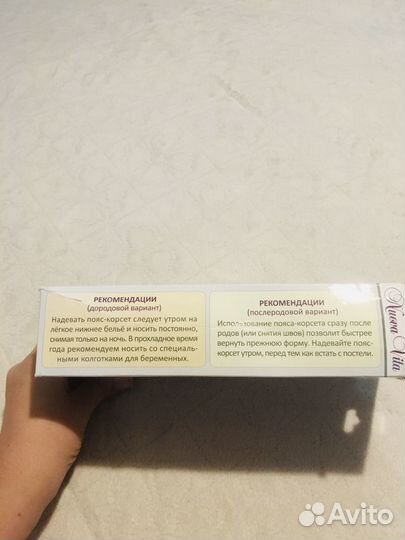 РЕКОМЕНДАЦИИ
(дородовой вариант)
Надевать пояс-корсет следует утром на
лёгкое нижнее бельё и носить постоянно,
снимая только на ночь. В прохладное время
года рекомендуем носить со специаль-
ными колготками для беременных.
РЕКОМЕНДАЦИИ
(послеродовой вариант)
Использование пояса-корсета сразу после
родов (или снятия швов) позволит быстрее
вернуть прежнюю форму. Надевайте пояс-
корсет утром, перед тем как встать с постели.
Nuova Vita
Avito